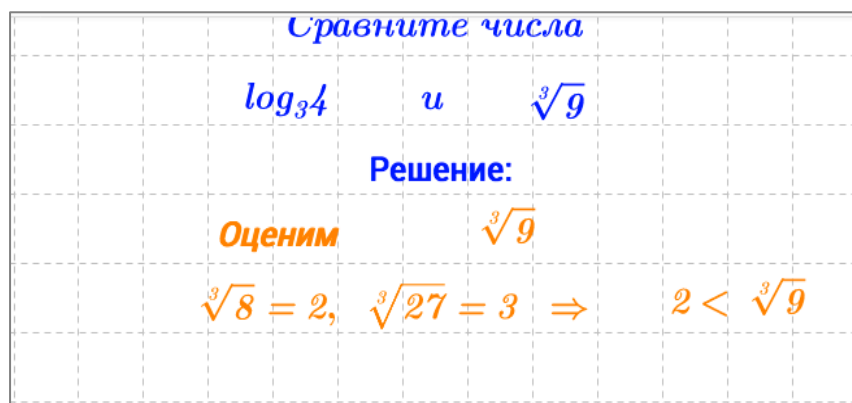 Сравните числа
log₃4 и ∛9
Решение:
Оценим ∛9
∛8 = 2, ∛27 = 3 ⇒ 2 < ∛9